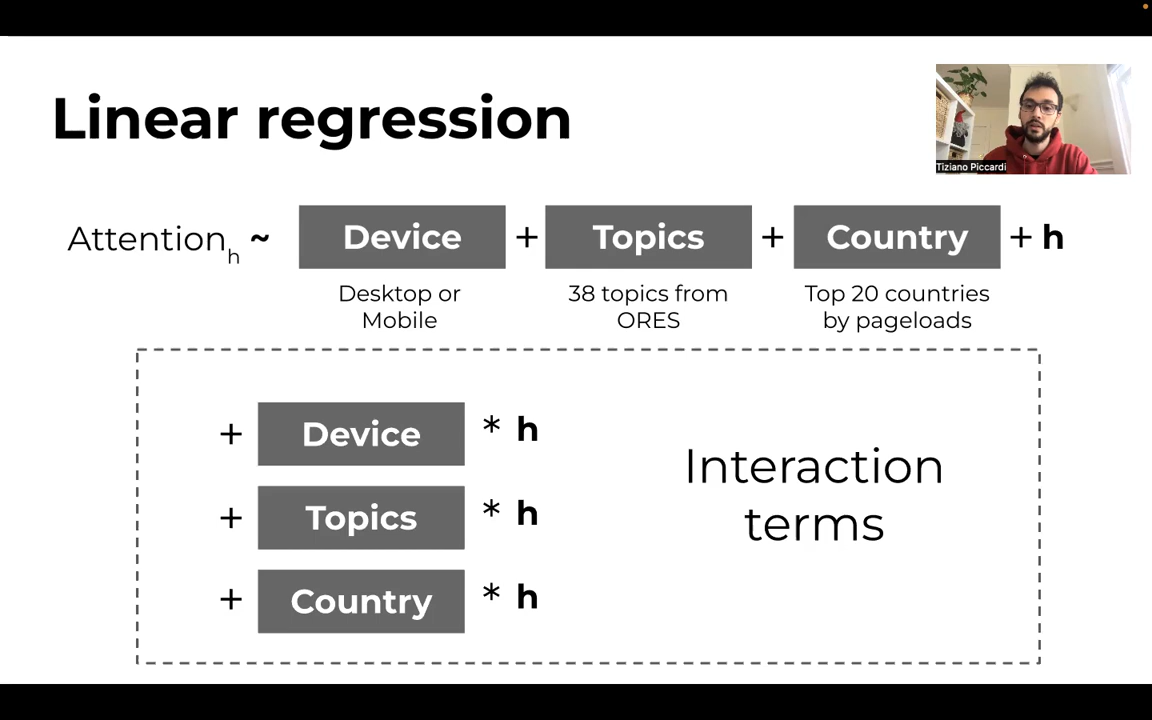 Linear regression
Tiziano Piccardi
Attentionₕ ~ Device + Topics + Country + h
Desktop or
Mobile
38 topics from
ORES
Top 20 countries
by pageloads
+ Device * h
+ Topics * h
+ Country * h
Interaction
terms